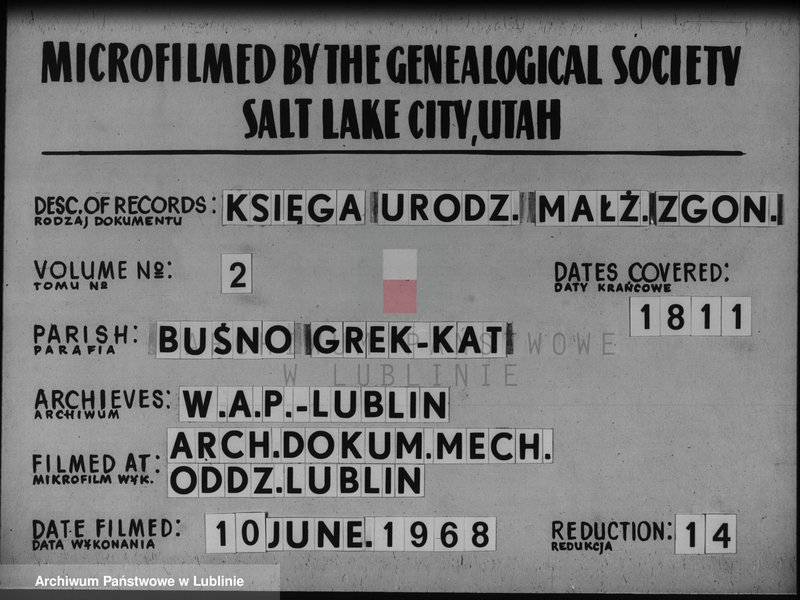 MICROFILMED BY THE GENEALOGICAL SOCIETY
SALT LAKE CITY, UTAH
DESC. OF RECORDS: KSIĘGA URODZ. MAŁŻ. ZGON.
RODZAJ DOKUMENTU
VOLUME Nº: 2
TOMU Nº
DATES COVERED:
DATY KRAŃCOWE
1811
PARISH: BUŚNO GREK-KAT
PARAFIA
ARCHIWUM PAŃSTWOWE
W LUBLINIE
ARCHIEVES: W.A.P.-LUBLIN
ARCHIWUM
FILMED AT: ARCH.DOKUM.MECH.
MIKROFILM WYK. ODDZ.LUBLIN
DATE FILMED: 10 JUNE. 1968
DATA WYKONANIA
REDUCTION: 14
REDUKCJA
Archiwum Państwowe w Lublinie